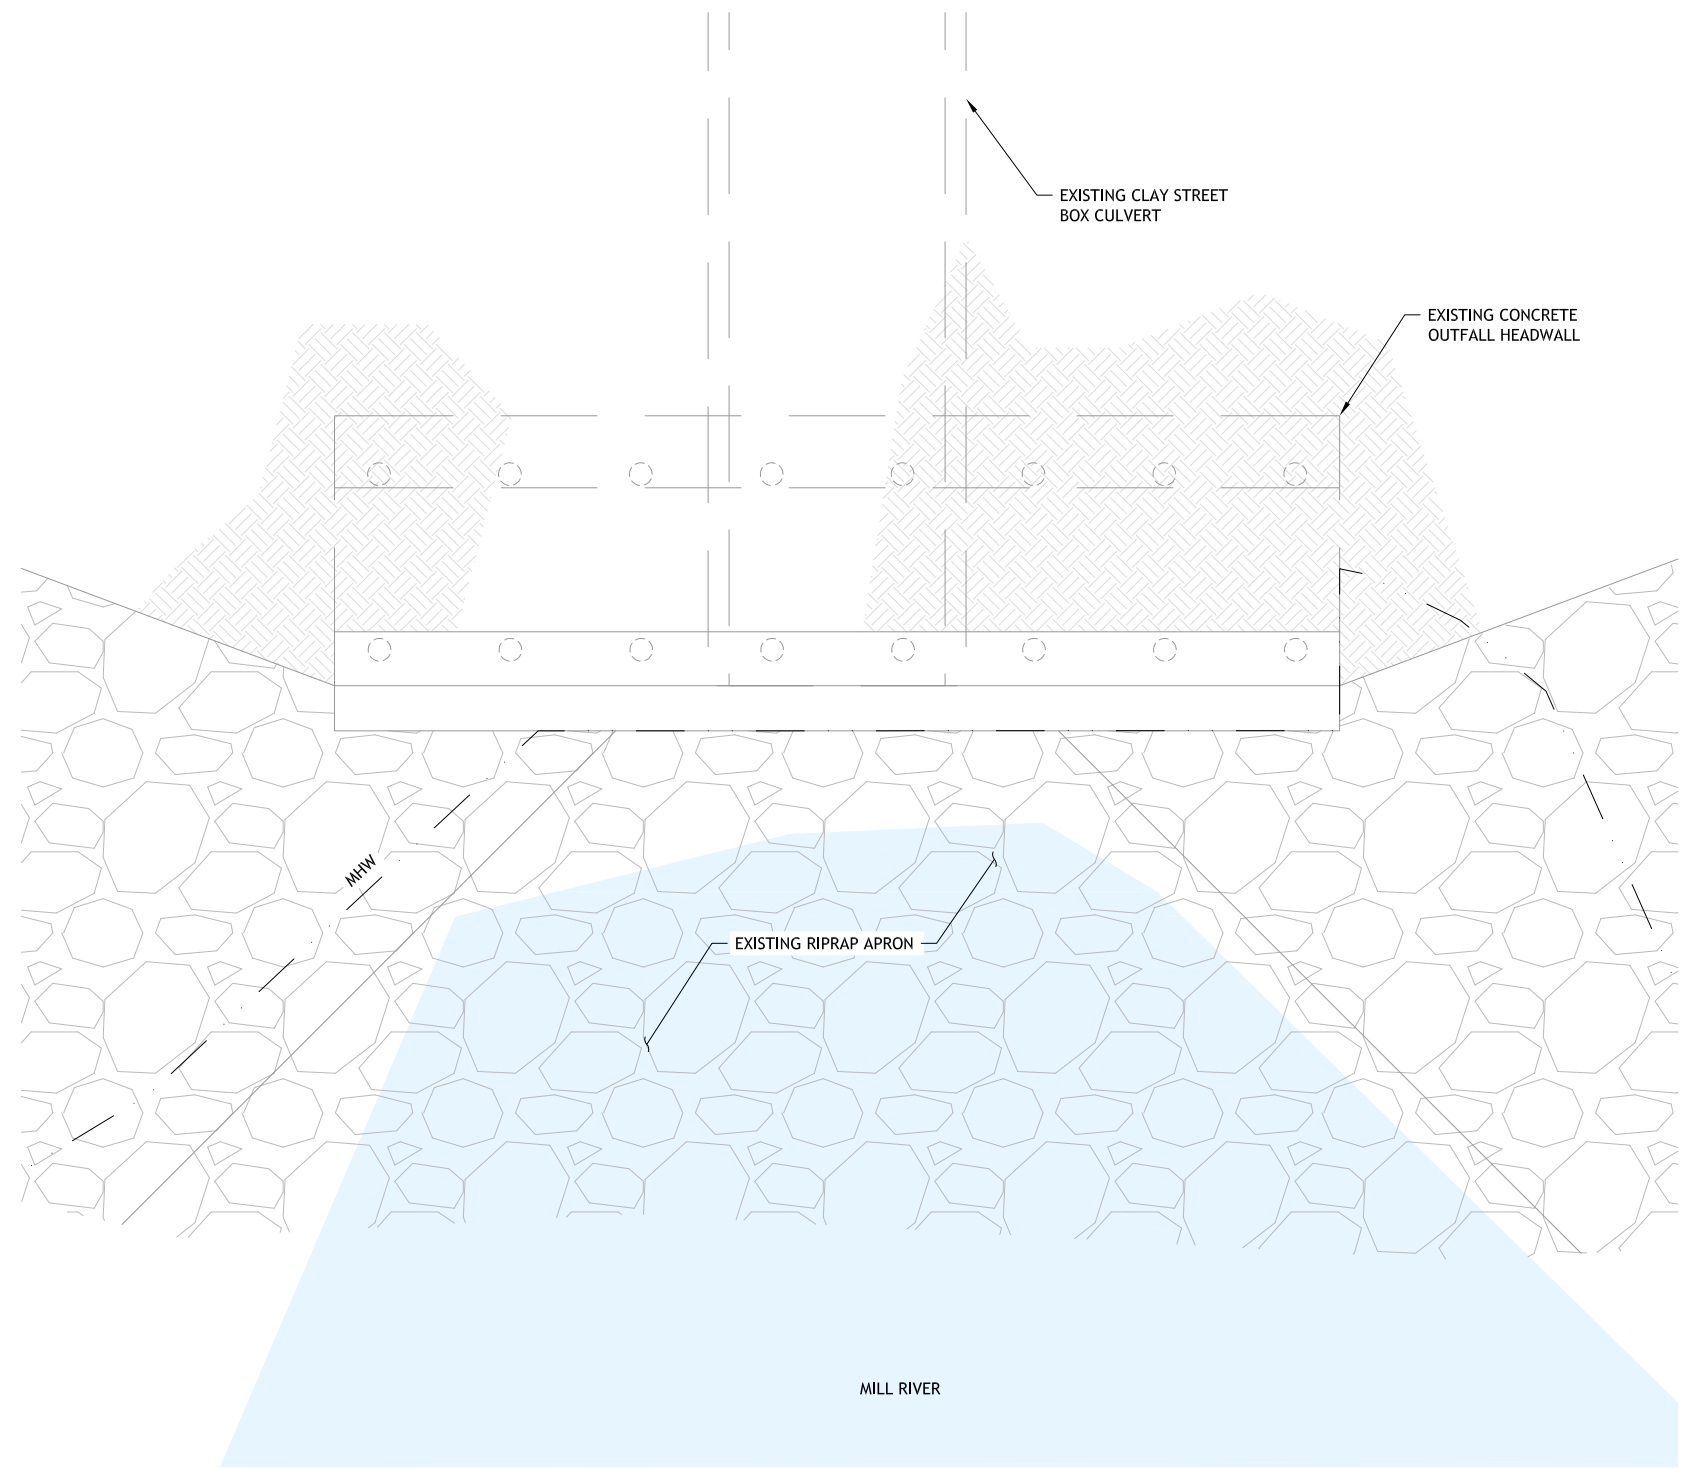 EXISTING CLAY STREET
BOX CULVERT
EXISTING CONCRETE
OUTFALL HEADWALL
MHW
EXISTING RIPRAP APRON
MILL RIVER